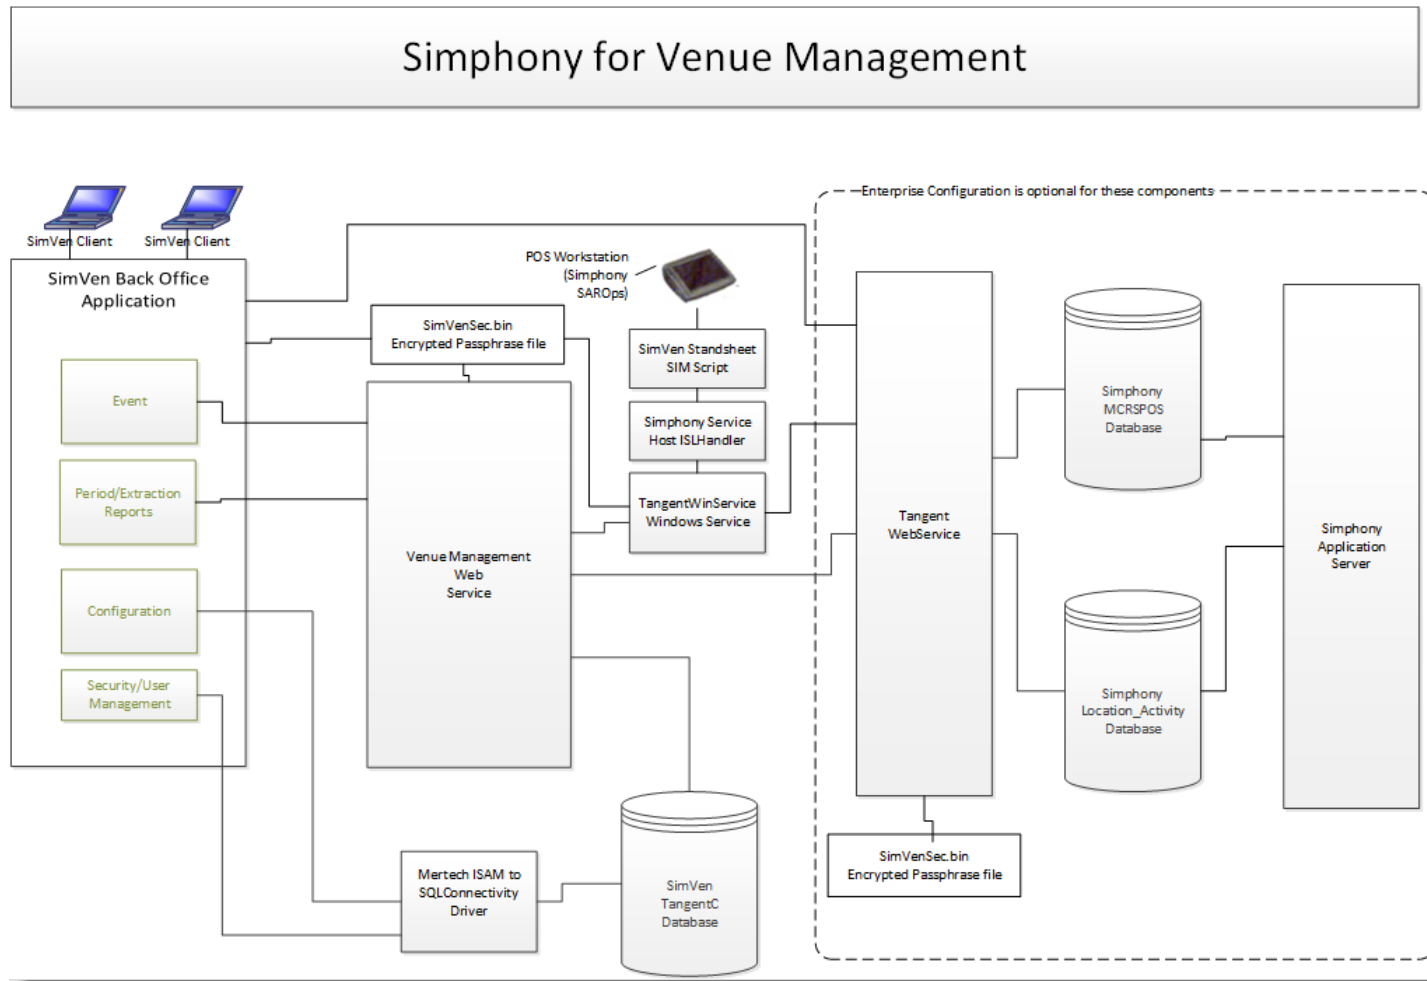 Simphony for Venue Management
Enterprise Configuration is optional for these components
SimVen Client
SimVen Client
SimVen Back Office
Application
Event
Period/Extraction
Reports
Configuration
Security/User
Management
SimVenSec.bin
Encrypted Passphrase file
Venue Management
Web
Service
POS Workstation
(Simphony
SAROps)
SimVen Standsheet
SIM Script
Simphony Service
Host ISLHandler
TangentWinService
Windows Service
Mertech ISAM to
SQLConnectivity
Driver
SimVen
TangentC
Database
Tangent
WebService
SimVenSec.bin
Encrypted Passphrase file
Simphony
MCRSPOS
Database
Simphony
Location_Activity
Database
Simphony
Application
Server